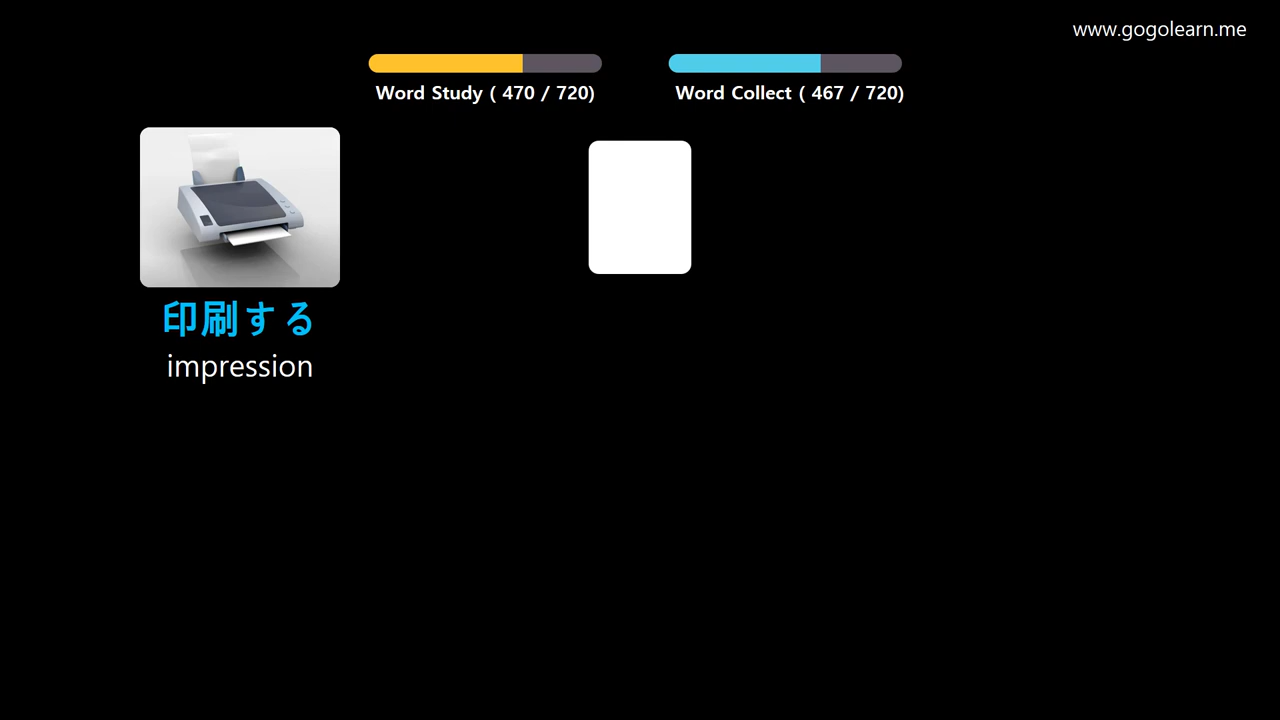 www.gogolearn.me
Word Study ( 470 / 720)
Word Collect ( 467 / 720)
印刷する
impression